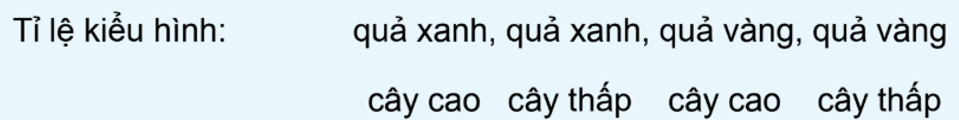 Tỉ lệ kiểu hình: quả xanh, quả xanh, quả vàng, quả vàng
cây cao cây thấp cây cao cây thấp